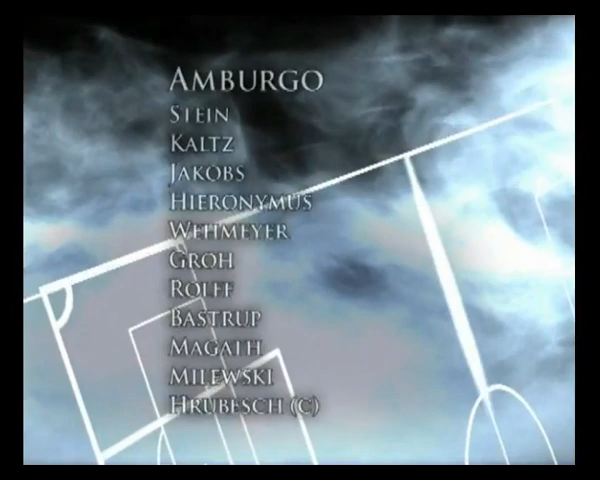 Amburgo
Stein
Kaltz
Jakobs
Hieronymus
Wehmeyer
Groh
Rolff
Bastrup
Magath
Milewski
Hrubesch (C)